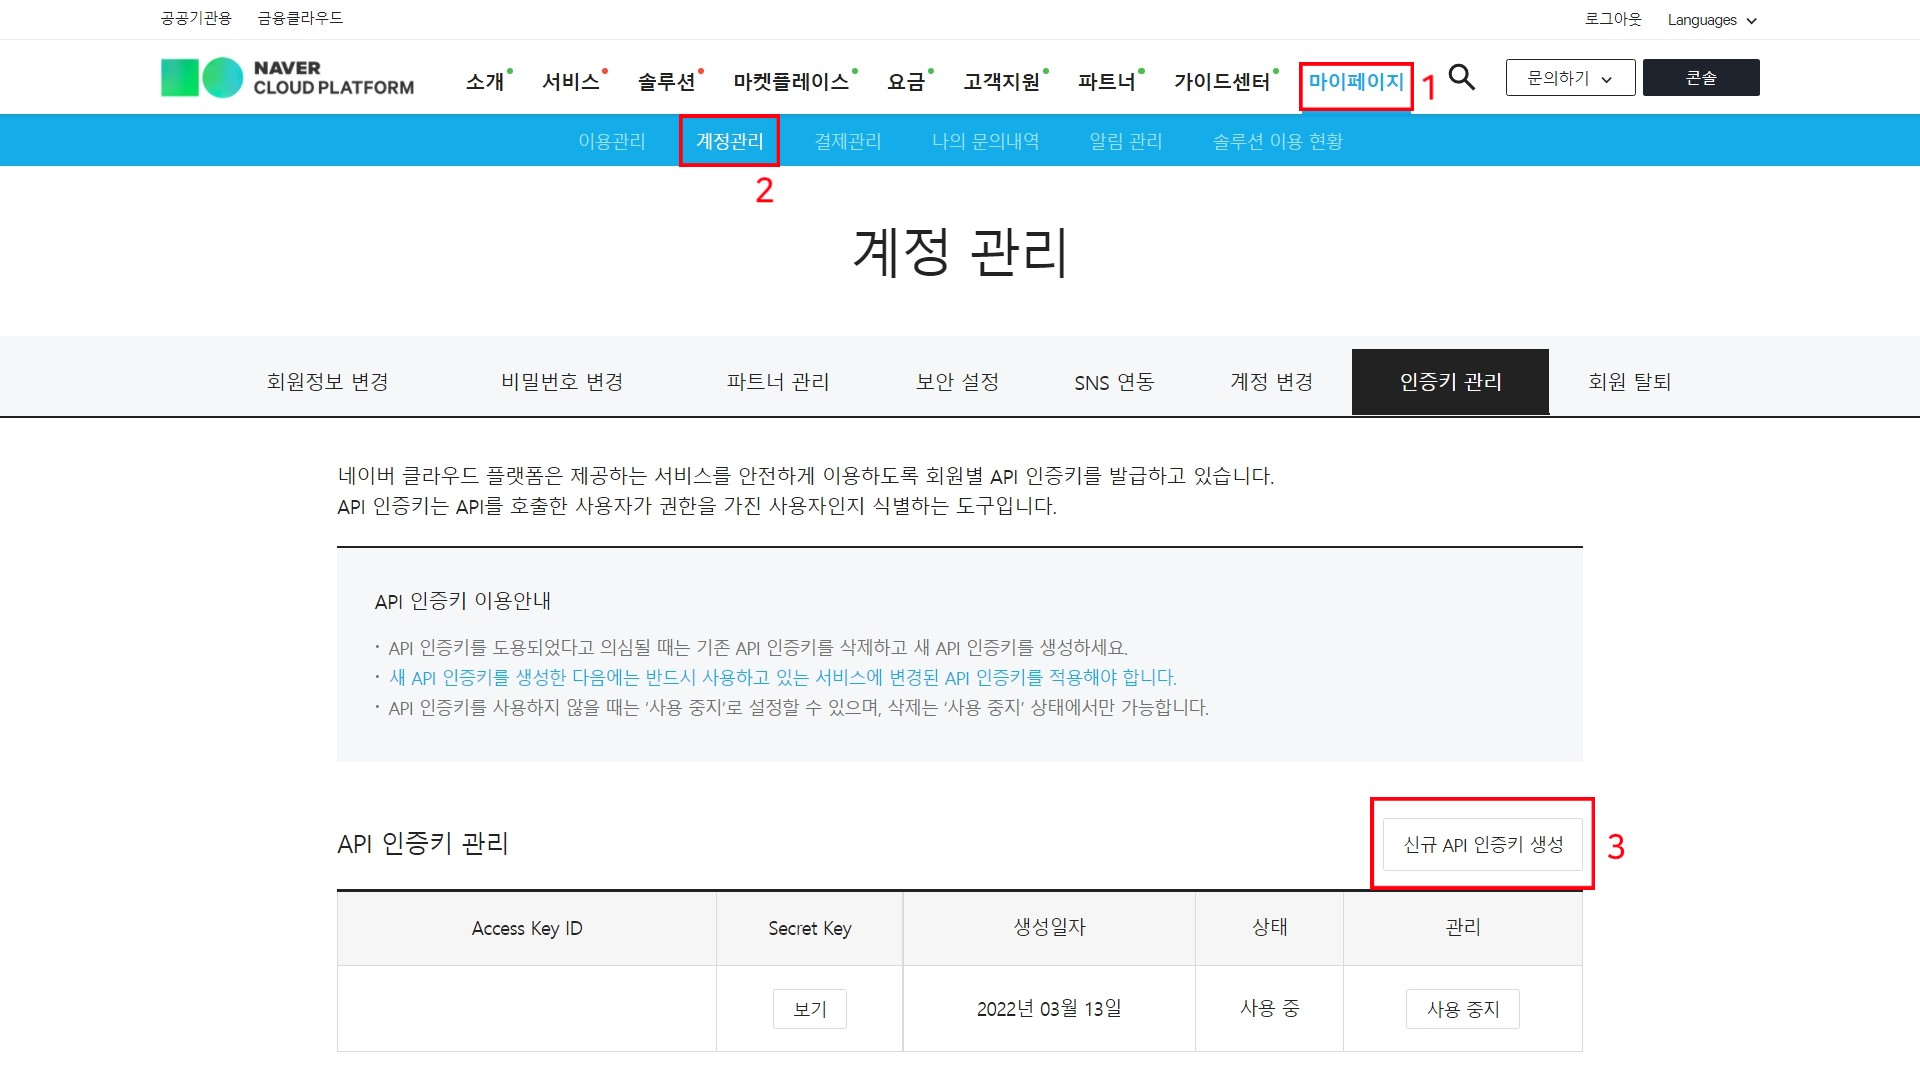 공공기관용 금융클라우드 로그아웃 Languages
NAVER
CLOUD PLATFORM
소개 서비스 솔루션 마켓플레이스 요금 고객지원 파트너 가이드센터 마이페이지 1 문의하기 콘솔
이용관리 계정관리 결제관리 나의 문의내역 알림 관리 솔루션 이용 현황
2
계정 관리
회원정보 변경 비밀번호 변경 파트너 관리 보안 설정 SNS 연동 계정 변경 인증키 관리 회원 탈퇴
네이버 클라우드 플랫폼은 제공하는 서비스를 안전하게 이용하도록 회원별 API 인증키를 발급하고 있습니다.
API 인증키는 API를 호출한 사용자가 권한을 가진 사용자인지 식별하는 도구입니다.
API 인증키 이용안내
· API 인증키를 도용되었다고 의심될 때는 기존 API 인증키를 삭제하고 새 API 인증키를 생성하세요.
· 새 API 인증키를 생성한 다음에는 반드시 사용하고 있는 서비스에 변경된 API 인증키를 적용해야 합니다.
· API 인증키를 사용하지 않을 때는 ‘사용 중지’로 설정할 수 있으며, 삭제는 ‘사용 중지’ 상태에서만 가능합니다.
API 인증키 관리 신규 API 인증키 생성 3
Access Key ID Secret Key 생성일자 상태 관리
보기 2022년 03월 13일 사용 중 사용 중지